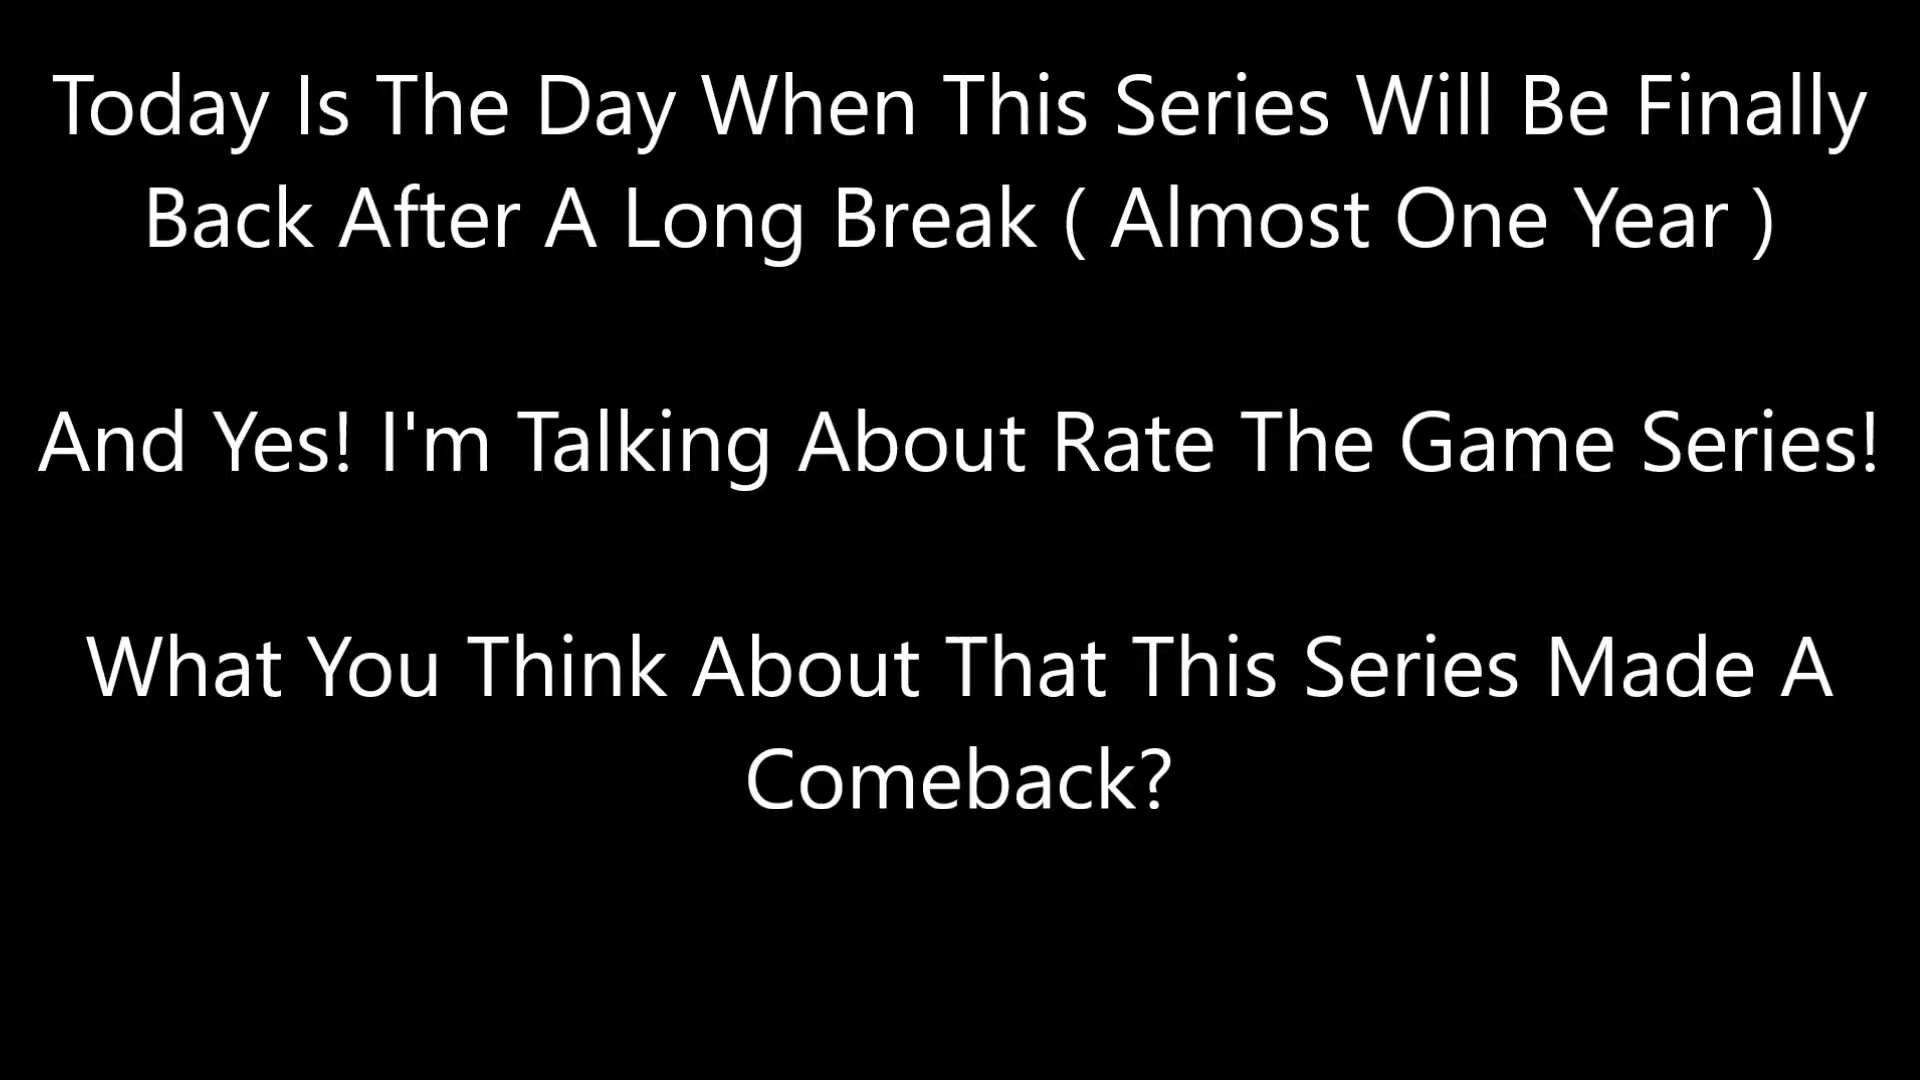 Today Is The Day When This Series Will Be Finally
Back After A Long Break ( Almost One Year )
And Yes! I'm Talking About Rate The Game Series!
What You Think About That This Series Made A
Comeback?